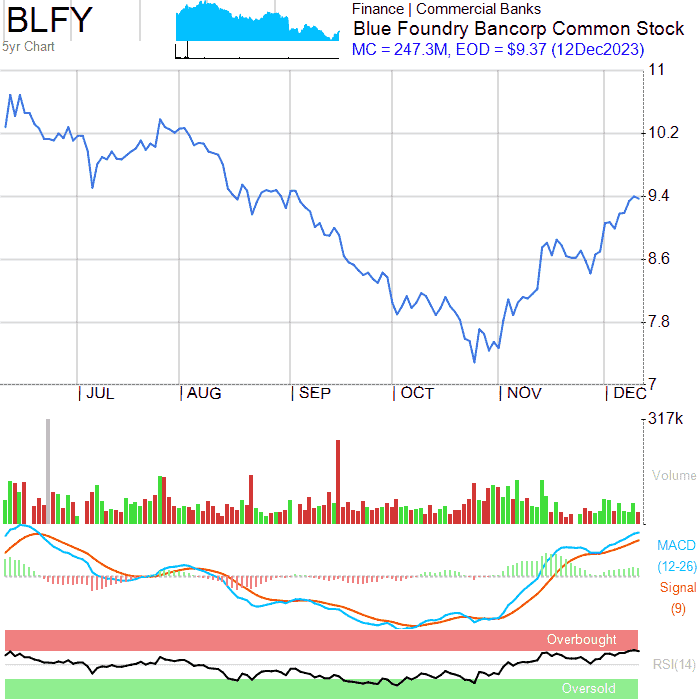 BLFY
5yr Chart
Finance | Commercial Banks
Blue Foundry Bancorp Common Stock
MC = 247.3M, EOD = $9.37 (12Dec2023)
11
10.2
9.4
8.6
7.8
7
JUL AUG SEP OCT NOV DEC
317k
Volume
MACD
(12-26)
Signal
(9)
Overbought
RSI(14)
Oversold